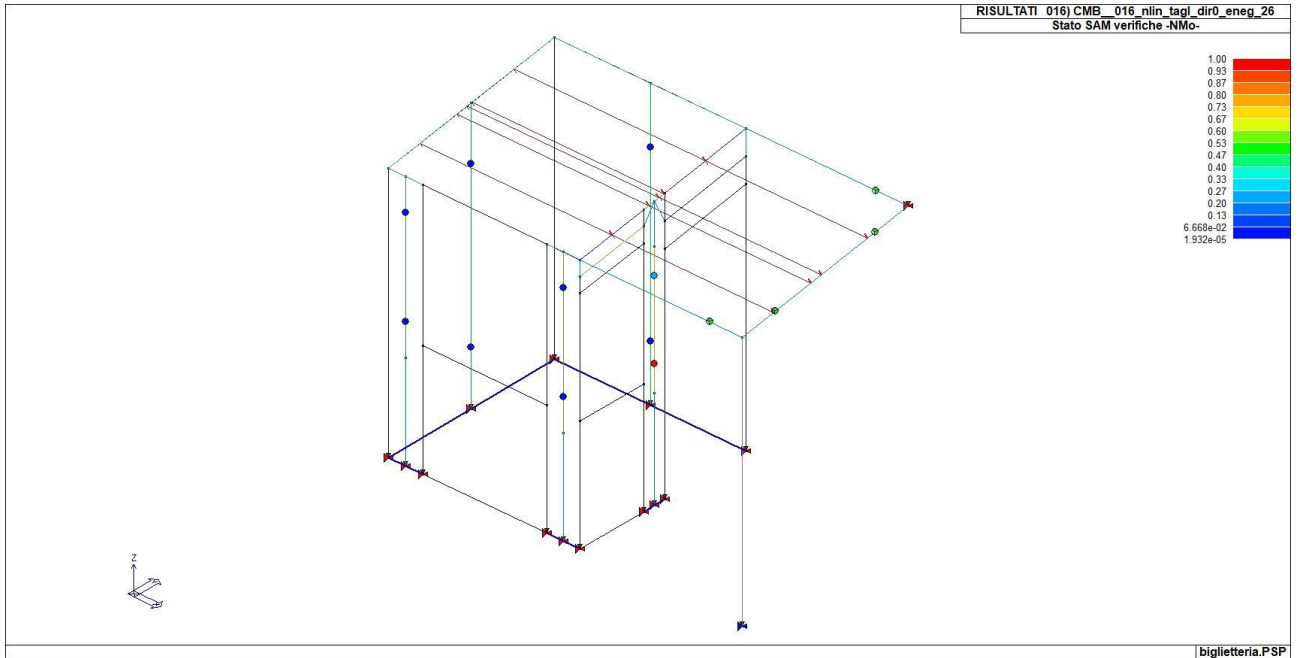 RISULTATI 016) CMB__016_nlin_tagl_dir0_eneg_26
Stato SAM verifiche -NMo-
1.00
0.93
0.87
0.80
0.73
0.67
0.60
0.53
0.47
0.40
0.33
0.27
0.20
0.13
6.668e-02
1.932e-05
Z
biglietteria.PSP